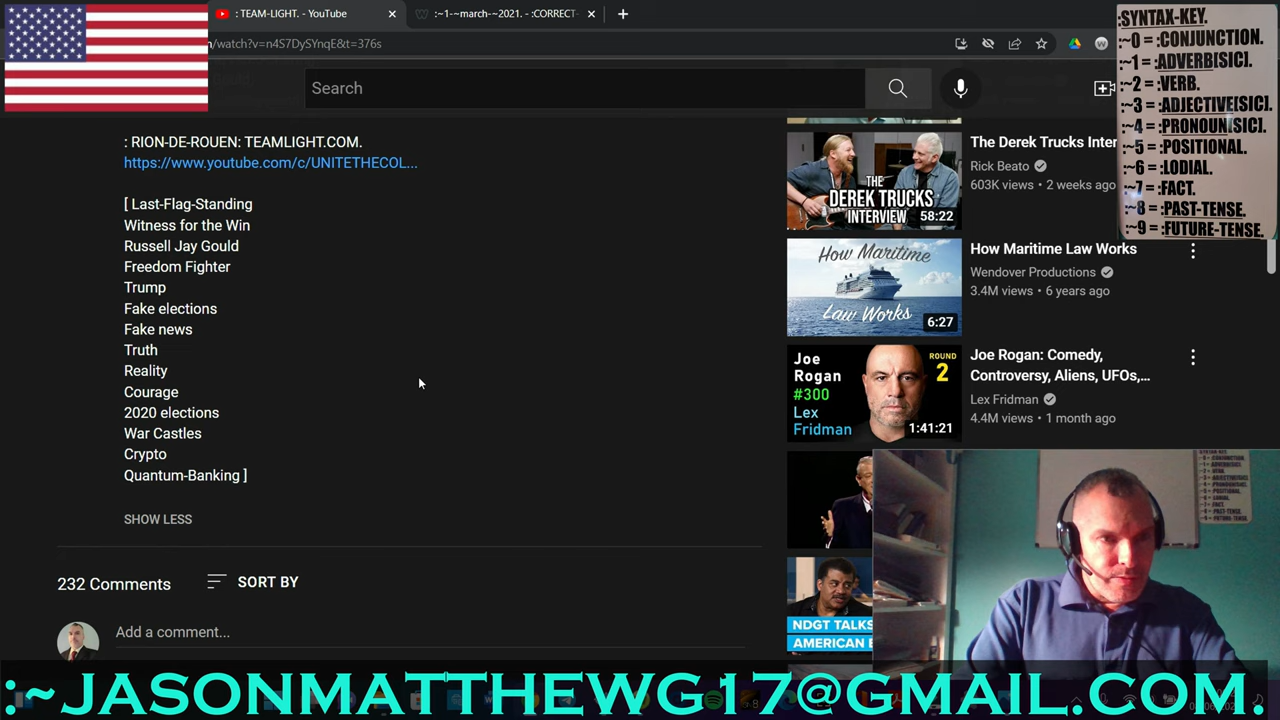 : TEAM-LIGHT. - YouTube
:~1-~march-~2021. - :CORRECT-
/watch?v=n4S7DySYnqE&t=376s
Search
: RION-DE-ROUEN: TEAMLIGHT.COM.
https://www.youtube.com/c/UNITETHECOL...
[ Last-Flag-Standing
Witness for the Win
Russell Jay Gould
Freedom Fighter
Trump
Fake elections
Fake news
Truth
Reality
Courage
2020 elections
War Castles
Crypto
Quantum-Banking ]
SHOW LESS
232 Comments
SORT BY
Add a comment...
THE
DEREK TRUCKS
INTERVIEW
58:22
The Derek Trucks Inter
Rick Beato
603K views • 2 weeks ago
How Maritime
Law Works
6:27
How Maritime Law Works
Wendover Productions
3.4M views • 6 years ago
Joe
Rogan
#300
Lex
Fridman
ROUND
2
1:41:21
Joe Rogan: Comedy,
Controversy, Aliens, UFOs,...
Lex Fridman
4.4M views • 1 month ago
NDGT TALKS
AMERICAN
:SYNTAX-KEY.
:~0 = :CONJUNCTION.
:~1 = :ADVERB[SIC].
:~2 = :VERB.
:~3 = :ADJECTIVE[SIC].
:~4 = :PRONOUN[SIC].
:~5 = :POSITIONAL.
:~6 = :LODIAL.
:~7 = :FACT.
:~8 = :PAST-TENSE.
:~9 = :FUTURE-TENSE.
:~JASONMATTHEWG17@GMAIL.COM.